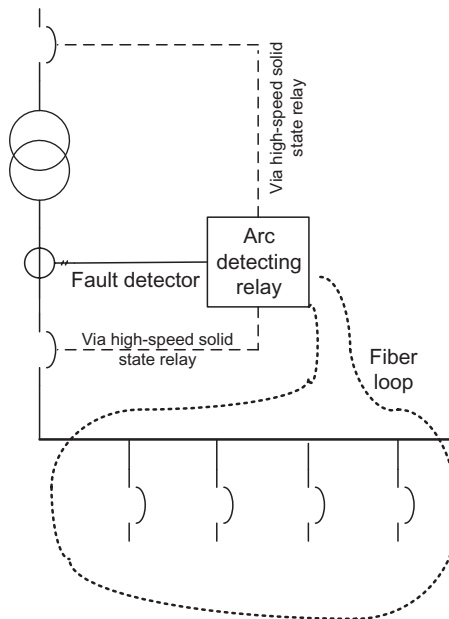 Via high-speed solid
state relay
Arc
detecting
relay
Fault detector
Via high-speed solid
state relay
Fiber
loop